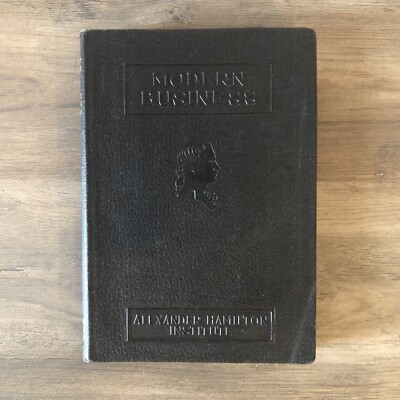 MODERN
BUSINESS
ALEXANDER HAMILTON
INSTITUTE